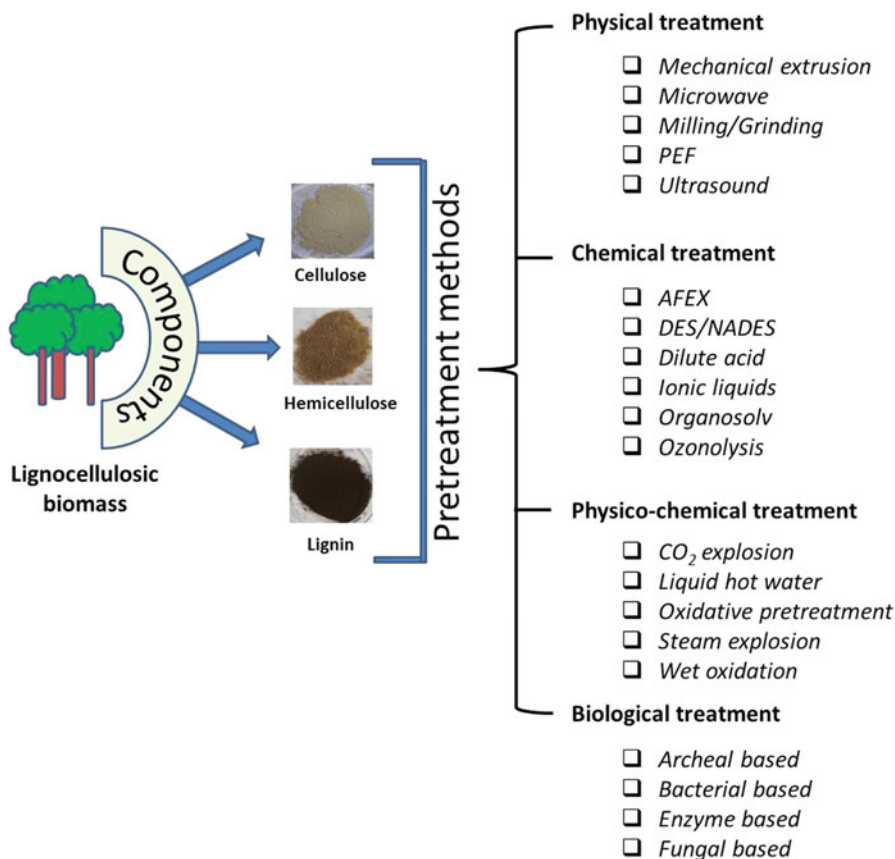 Lignocellulosic
biomass
Components
Cellulose
Hemicellulose
Lignin
Pretreatment methods
Physical treatment
❑ Mechanical extrusion
❑ Microwave
❑ Milling/Grinding
❑ PEF
❑ Ultrasound
Chemical treatment
❑ AFEX
❑ DES/NADES
❑ Dilute acid
❑ Ionic liquids
❑ Organosolv
❑ Ozonolysis
Physico-chemical treatment
❑ CO₂ explosion
❑ Liquid hot water
❑ Oxidative pretreatment
❑ Steam explosion
❑ Wet oxidation
Biological treatment
❑ Archeal based
❑ Bacterial based
❑ Enzyme based
❑ Fungal based